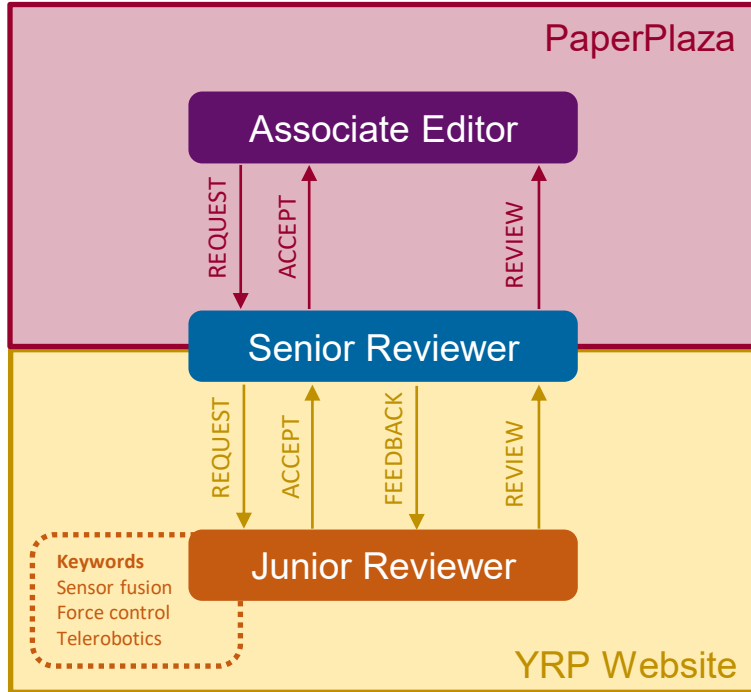 PaperPlaza
Associate Editor
REQUEST
ACCEPT
REVIEW
Senior Reviewer
REQUEST
ACCEPT
FEEDBACK
REVIEW
Junior Reviewer
Keywords
Sensor fusion
Force control
Telerobotics
YRP Website